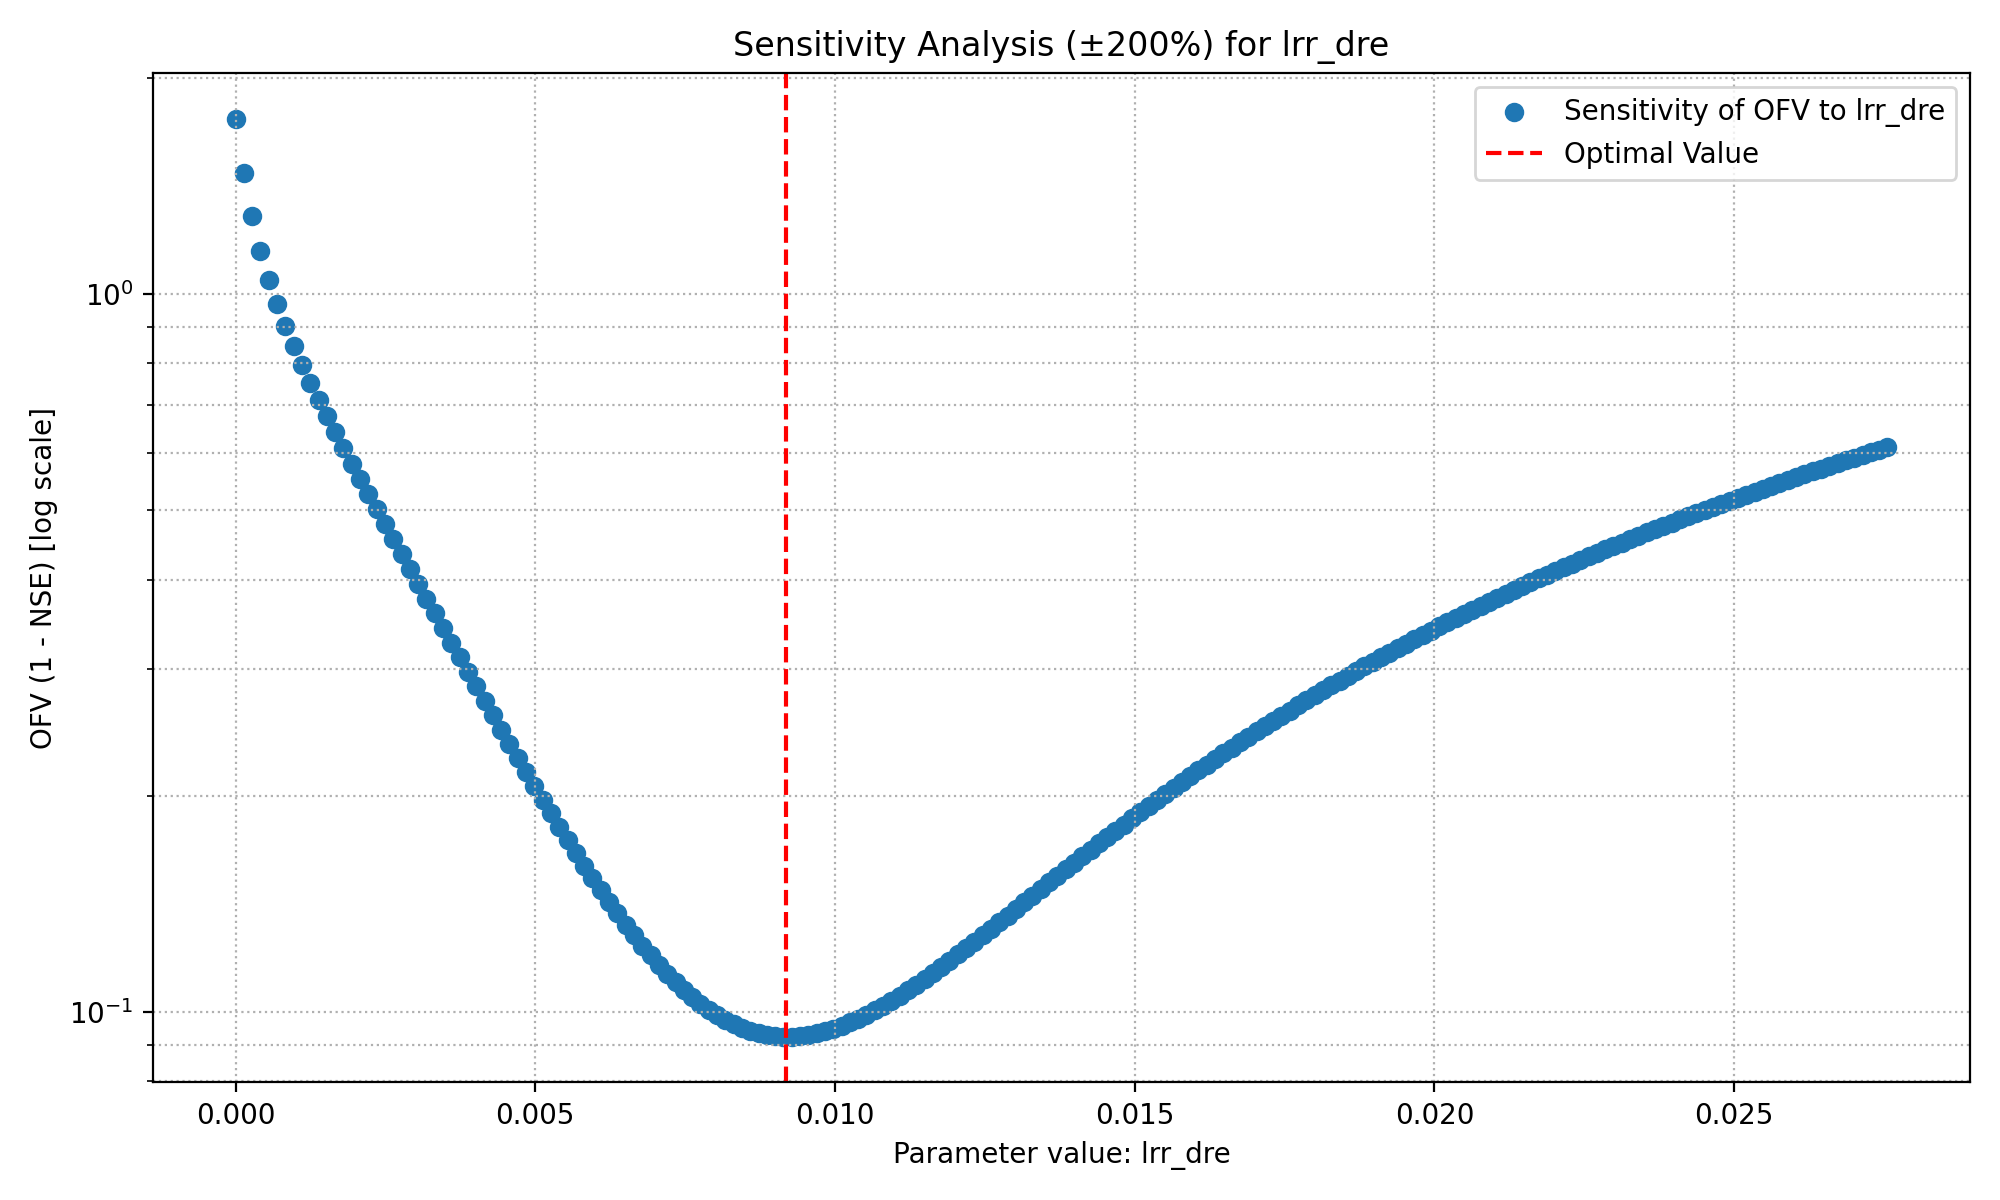 Sensitivity Analysis (±200%) for lrr_dre
Sensitivity of OFV to lrr_dre
Optimal Value
OFV (1 - NSE) [log scale]
10⁰
10⁻¹
0.000
0.005
0.010
0.015
0.020
0.025
Parameter value: lrr_dre